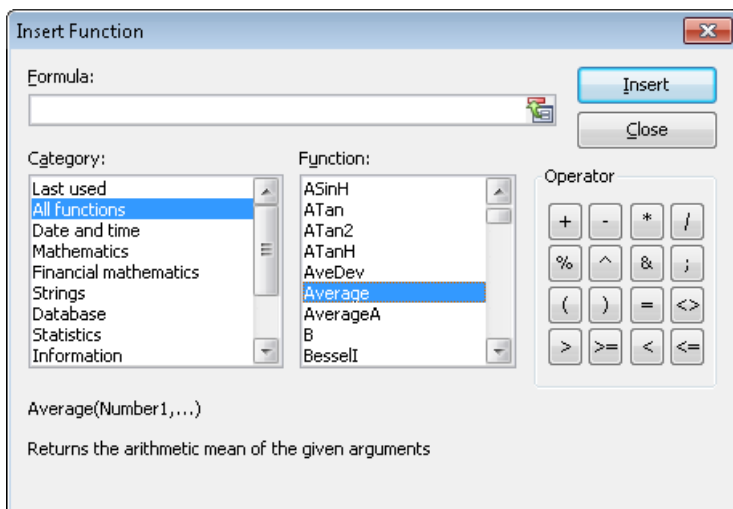 Insert Function
Formula:
Insert
Close
Category:
Last used
All functions
Date and time
Mathematics
Financial mathematics
Strings
Database
Statistics
Information
Function:
ASinH
ATan
ATan2
ATanH
AveDev
Average
AverageA
B
BesselI
Operator
+ - * /
% ^ & ;
( ) = <>
> >= < <=
Average(Number1,...)
Returns the arithmetic mean of the given arguments